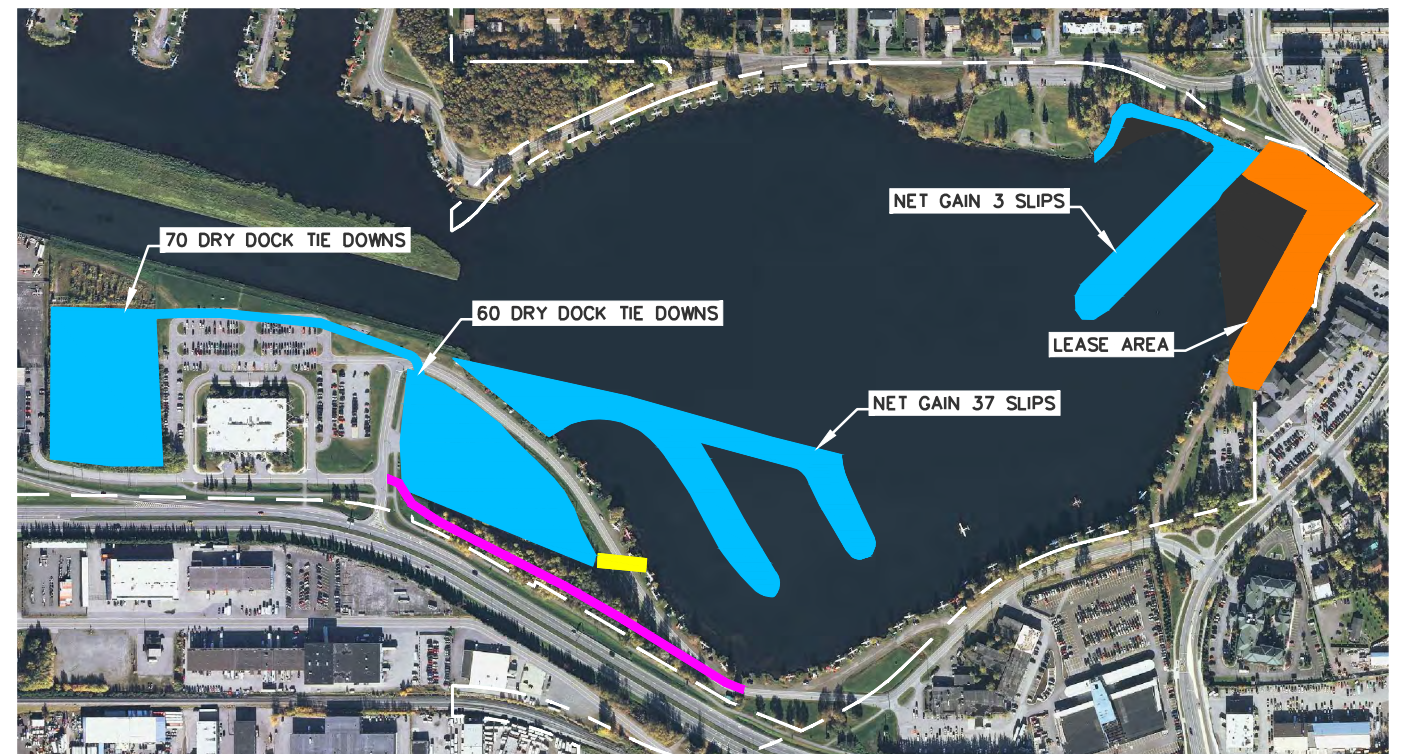 NET GAIN 3 SLIPS
70 DRY DOCK TIE DOWNS
60 DRY DOCK TIE DOWNS
LEASE AREA
NET GAIN 37 SLIPS